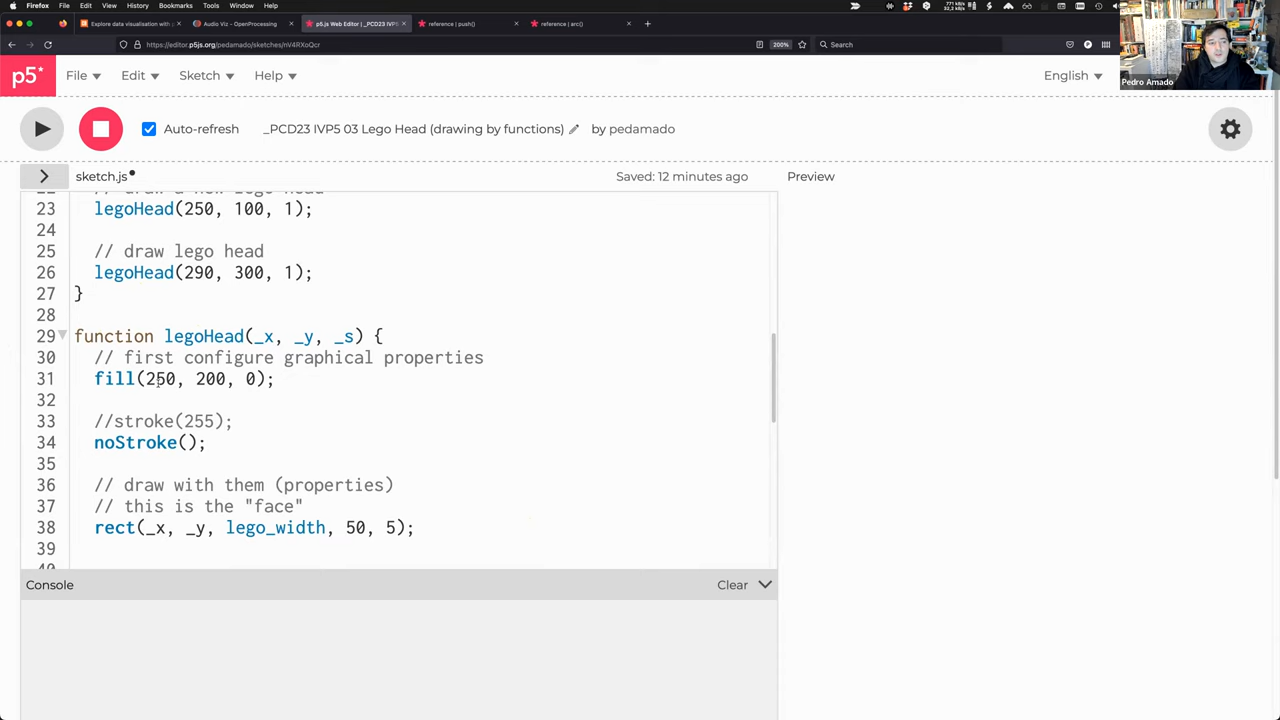 Firefox File Edit View History Bookmarks Tools Window Help
Explore data visualisation with p
Audio Viz - OpenProcessing
p5.js Web Editor | _PCD23 IVP5
reference | push()
reference | arc()
https://editor.p5js.org/pedamado/sketches/nV4RXoQcr
200%
Search
Pedro Amado
p5*
File
Edit
Sketch
Help
English
Auto-refresh
_PCD23 IVP5 03 Lego Head (drawing by functions)
by pedamado
sketch.js
Saved: 12 minutes ago
Preview
22 // draw a new lego head
23 legoHead(250, 100, 1);
24
25 // draw lego head
26 legoHead(290, 300, 1);
27 }
28
29 function legoHead(_x, _y, _s) {
30 // first configure graphical properties
31 fill(250, 200, 0);
32
33 //stroke(255);
34 noStroke();
35
36 // draw with them (properties)
37 // this is the "face"
38 rect(_x, _y, lego_width, 50, 5);
39
40
Console
Clear